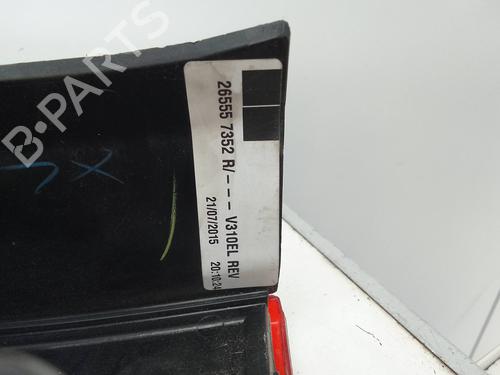 26555 7352 R/--- V310EL REV
21/07/2015 20:10:24
B-PARTS